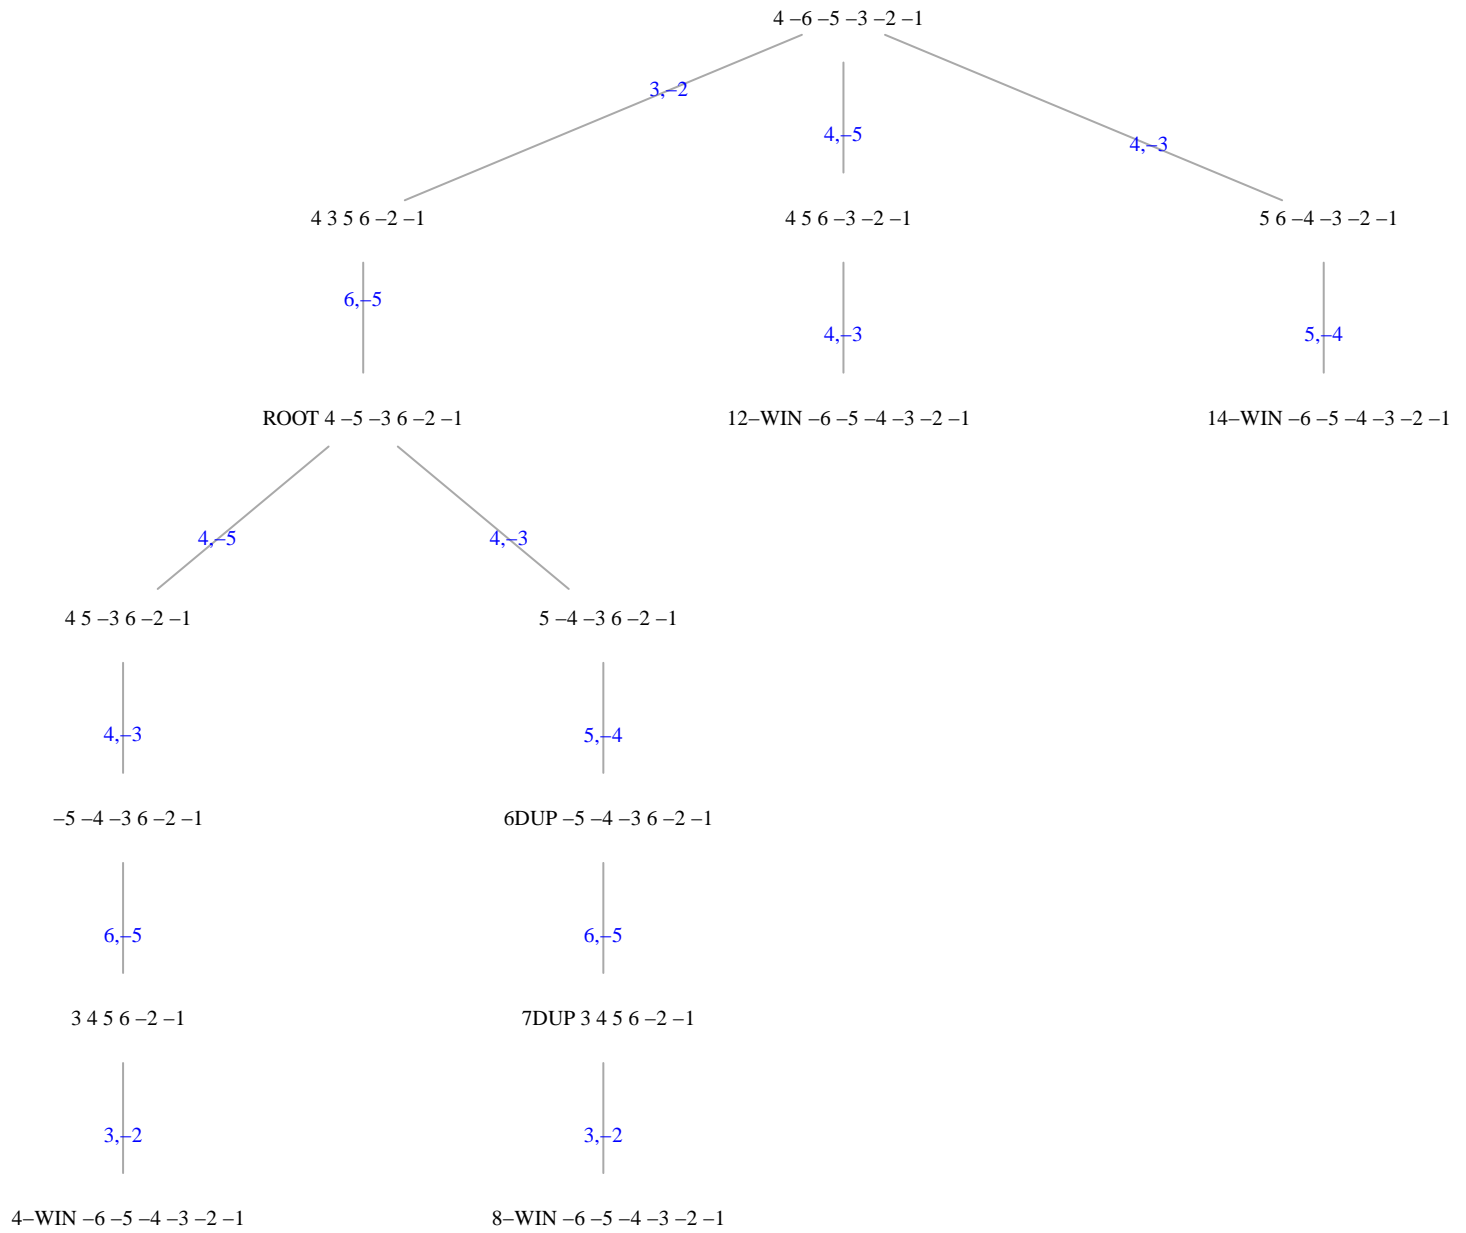 4 –6 –5 –3 –2 –1
3,–2
4,–5
4,–3
4 3 5 6 –2 –1
4 5 6 –3 –2 –1
5 6 –4 –3 –2 –1
6,–5
4,–3
5,–4
ROOT 4 –5 –3 6 –2 –1
12–WIN –6 –5 –4 –3 –2 –1
14–WIN –6 –5 –4 –3 –2 –1
4,–5
4,–3
4 5 –3 6 –2 –1
5 –4 –3 6 –2 –1
4,–3
5,–4
–5 –4 –3 6 –2 –1
6DUP –5 –4 –3 6 –2 –1
6,–5
6,–5
3 4 5 6 –2 –1
7DUP 3 4 5 6 –2 –1
3,–2
3,–2
4–WIN –6 –5 –4 –3 –2 –1
8–WIN –6 –5 –4 –3 –2 –1